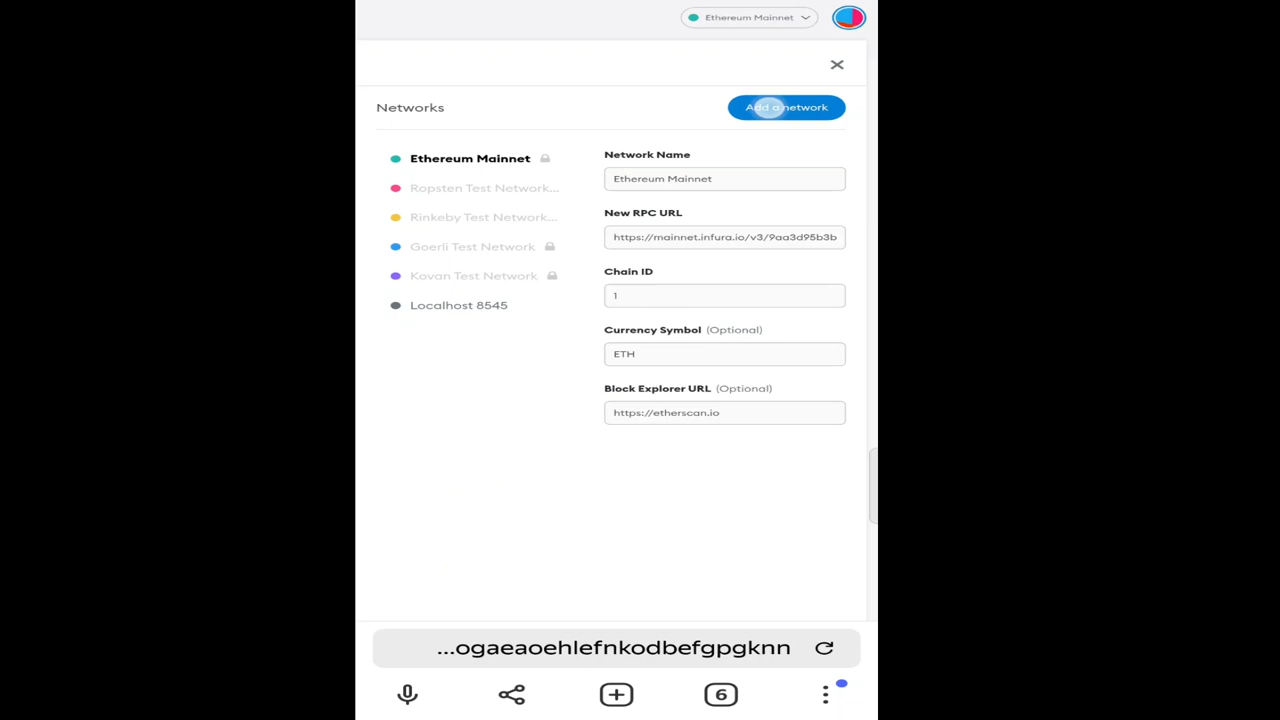 Ethereum Mainnet
Networks
Add a network
Ethereum Mainnet
Ropsten Test Network...
Rinkeby Test Network...
Goerli Test Network
Kovan Test Network
Localhost 8545
Network Name
Ethereum Mainnet
New RPC URL
https://mainnet.infura.io/v3/9aa3d95b3b
Chain ID
1
Currency Symbol (Optional)
ETH
Block Explorer URL (Optional)
https://etherscan.io
...ogaeaoehlefnkodbefgpgknn
6